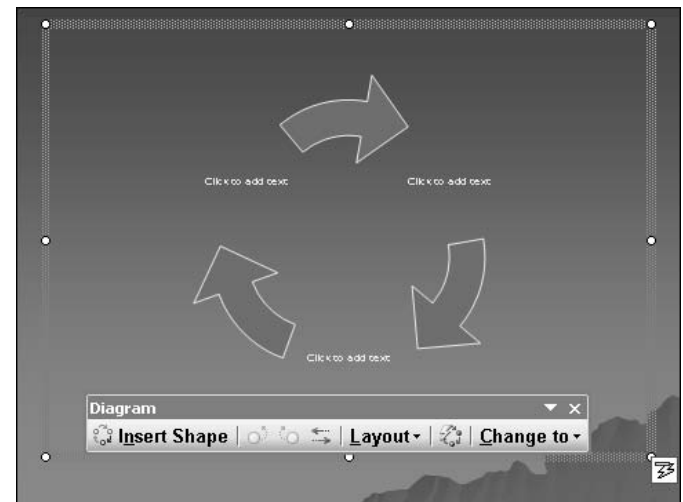 Click to add text
Click to add text
Click to add text
Diagram
Insert Shape
Layout
Change to